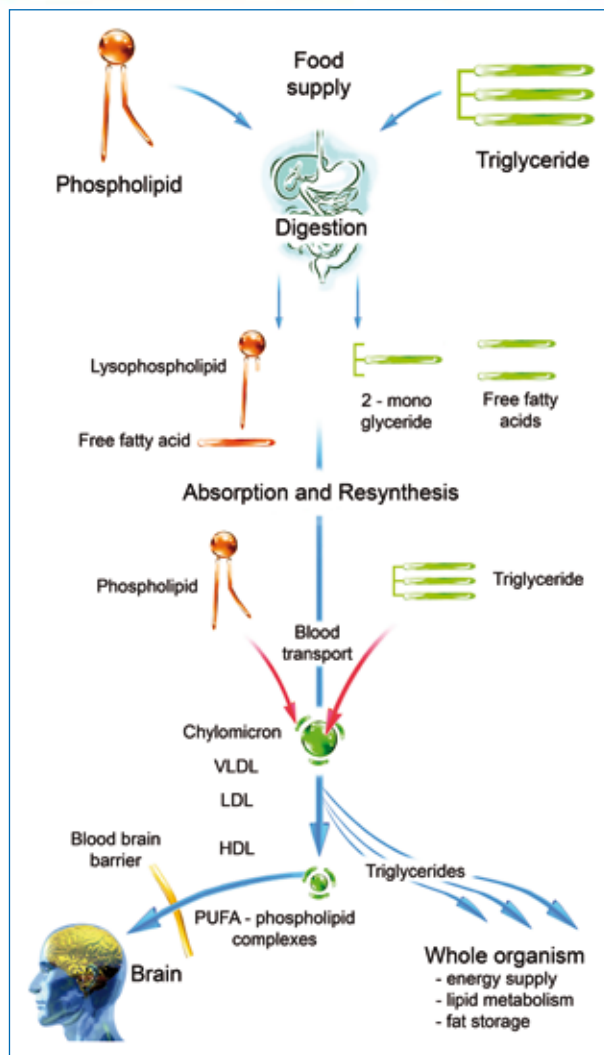 Food
supply
Phospholipid
Triglyceride
Digestion
Lysophospholipid
2 - mono
glyceride
Free fatty
acids
Free fatty acid
Absorption and Resynthesis
Phospholipid
Triglyceride
Blood
transport
Chylomicron
VLDL
LDL
HDL
Blood brain
barrier
Triglycerides
PUFA - phospholipid
complexes
Brain
Whole organism
- energy supply
- lipid metabolism
- fat storage